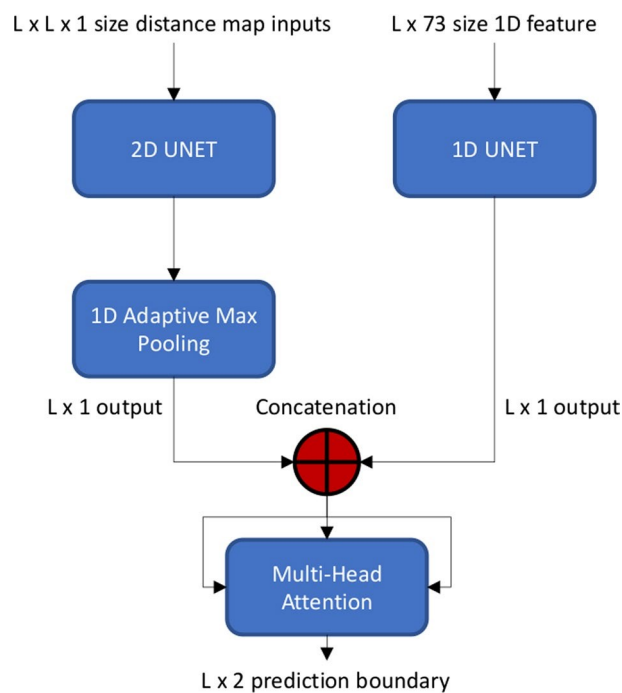 L x L x 1 size distance map inputs
L x 73 size 1D feature
2D UNET
1D UNET
1D Adaptive Max
Pooling
L x 1 output
Concatenation
L x 1 output
Multi-Head
Attention
L x 2 prediction boundary